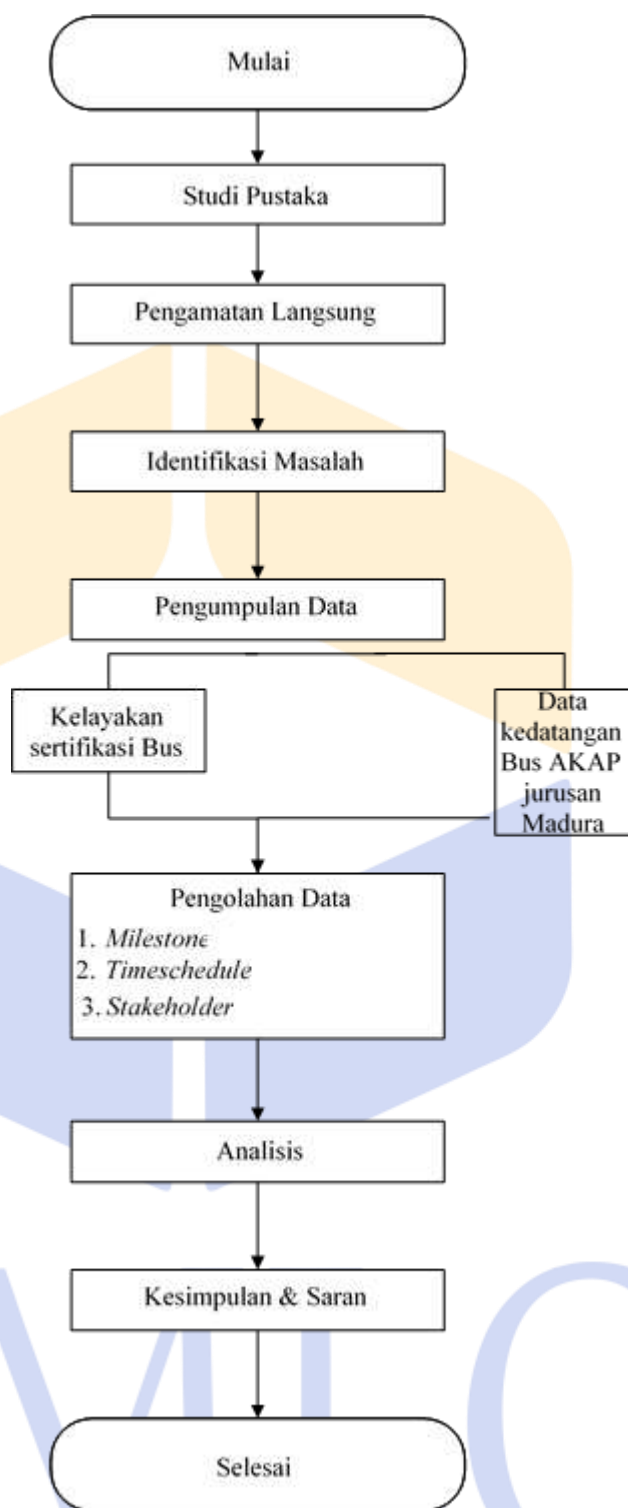 Mulai
Studi Pustaka
Pengamatan Langsung
Identifikasi Masalah
Pengumpulan Data
Kelayakan
sertifikasi Bus
Data
kedatangan
Bus AKAP
jurusan
Madura
Pengolahan Data
1. Milestone
2. Timeschedule
3. Stakeholder
Analisis
Kesimpulan & Saran
Selesai